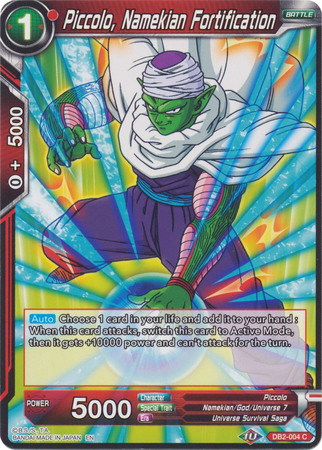 1
Piccolo, Namekian Fortification
BATTLE
0 + 5000
Auto Choose 1 card in your life and add it to your hand :
When this card attacks, switch this card to Active Mode,
then it gets +10000 power and can't attack for the turn.
POWER 5000
Character Piccolo
Special Trait Namekian/God/Universe 7
Era Universe Survival Saga
©B.S./S., T.A.
BANDAI MADE IN JAPAN EN
DB2-004 C